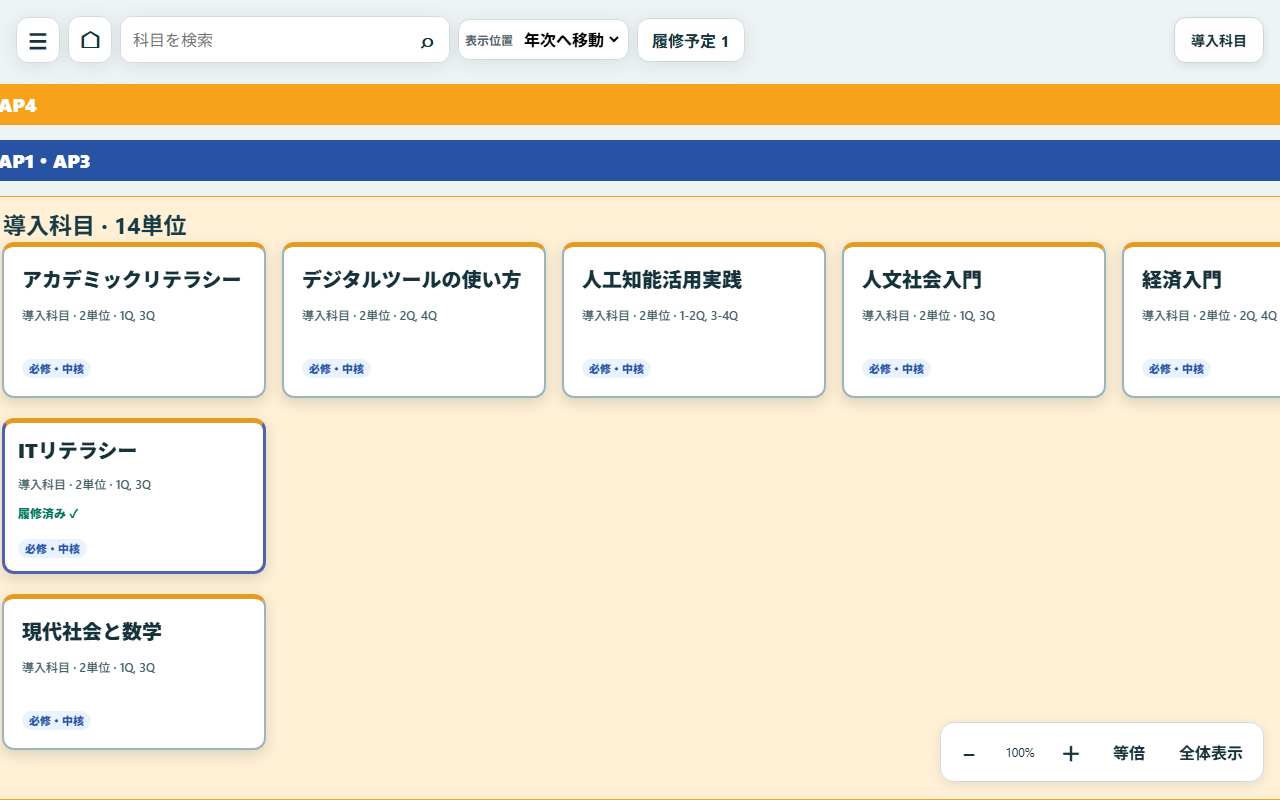 科目を検索
表示位置 年次へ移動
履修予定 1
導入科目
AP4
AP1・AP3
導入科目 · 14単位
アカデミックリテラシー
導入科目 · 2単位 · 1Q, 3Q
必修・中核
デジタルツールの使い方
導入科目 · 2単位 · 2Q, 4Q
必修・中核
人工知能活用実践
導入科目 · 2単位 · 1-2Q, 3-4Q
必修・中核
人文社会入門
導入科目 · 2単位 · 1Q, 3Q
必修・中核
経済入門
導入科目 · 2単位 · 2Q, 4Q
必修・中核
ITリテラシー
導入科目 · 2単位 · 1Q, 3Q
履修済み ✓
必修・中核
現代社会と数学
導入科目 · 2単位 · 1Q, 3Q
必修・中核
− 100% + 等倍 全体表示